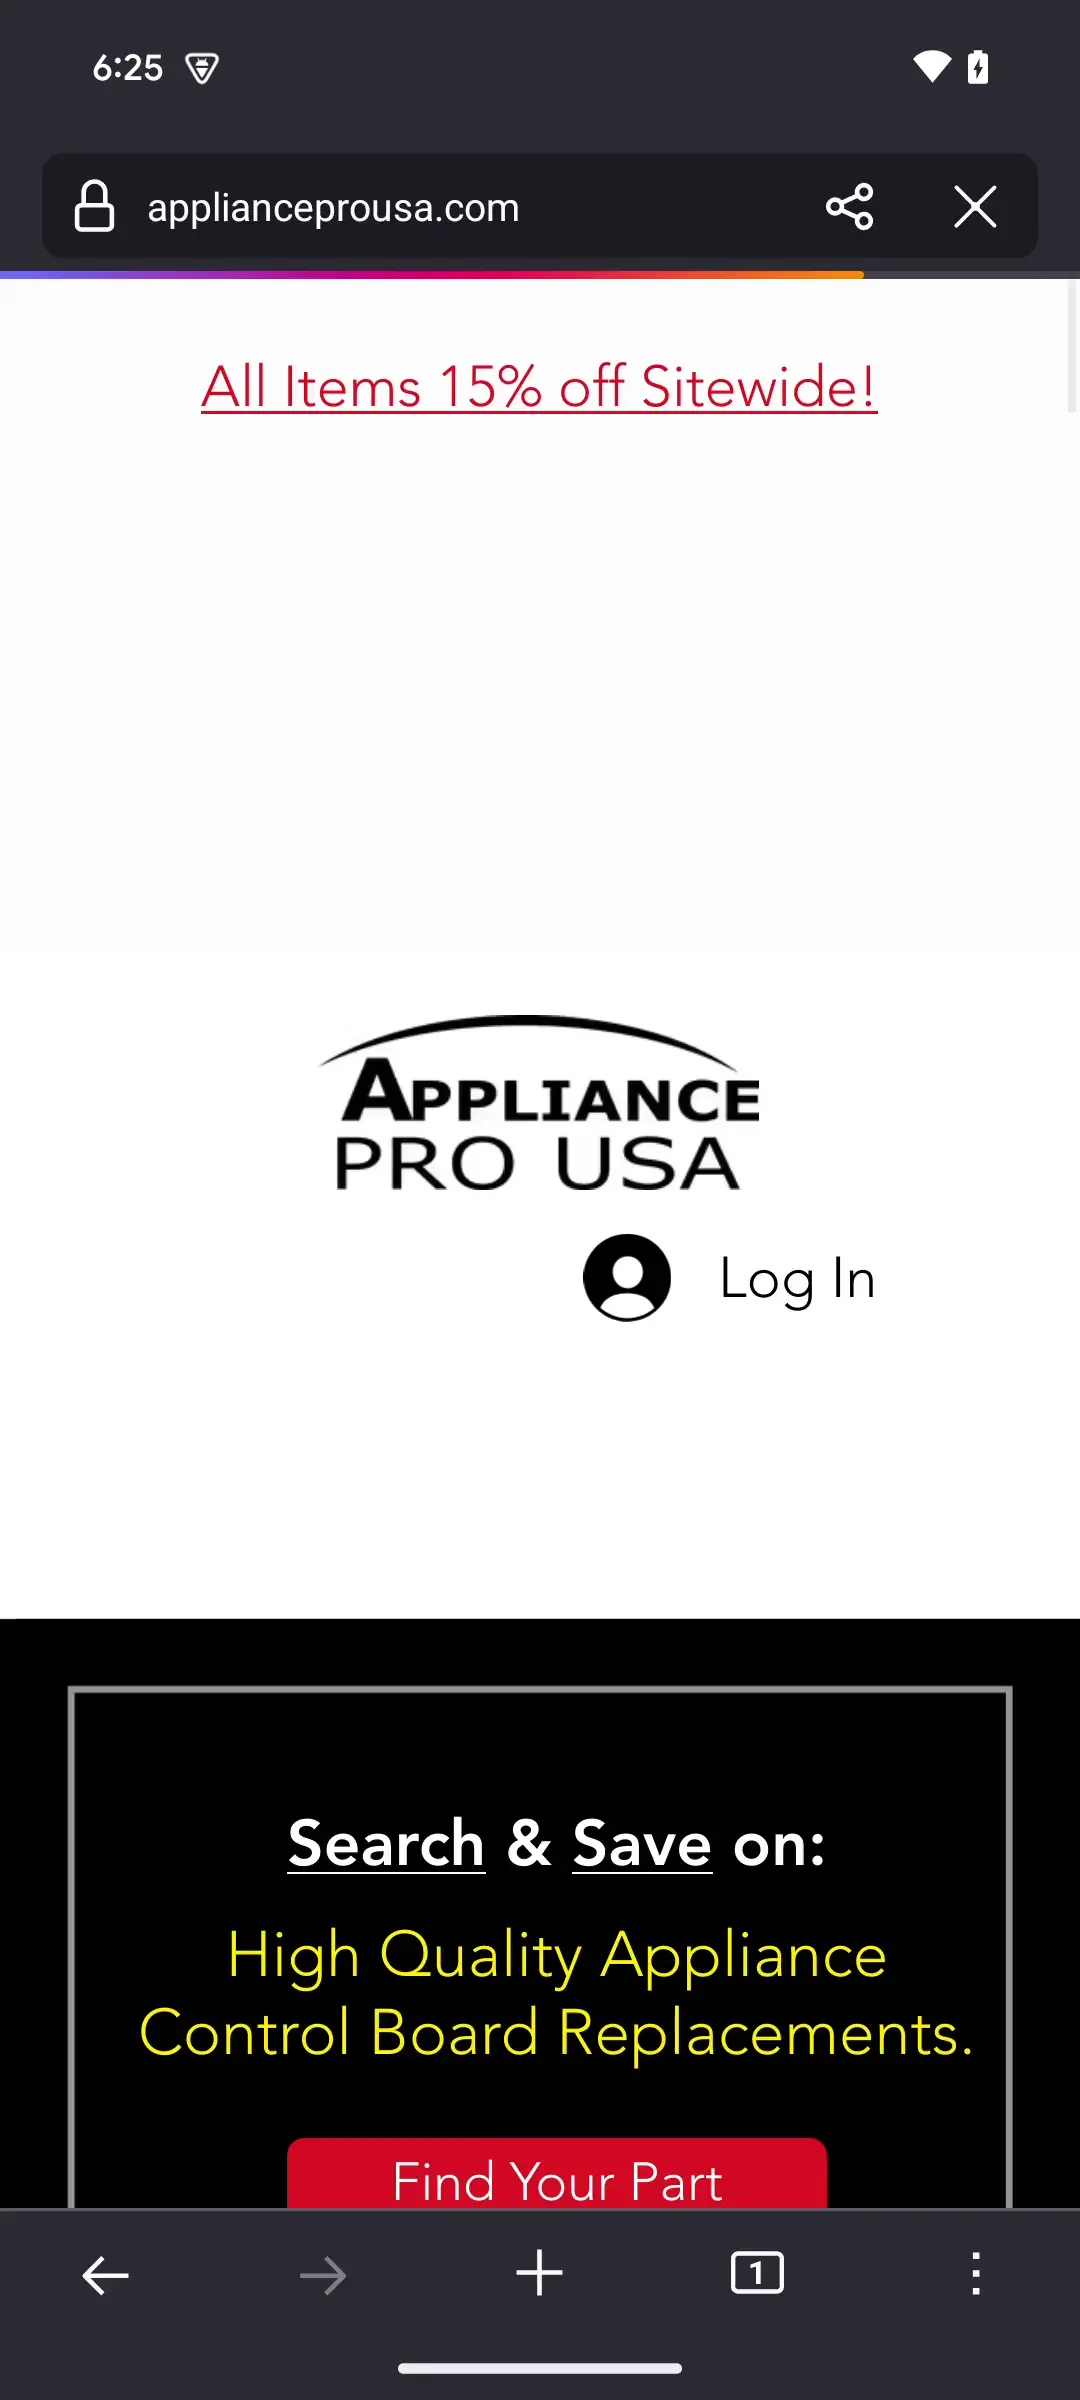 6:25
applianceprousa.com
All Items 15% off Sitewide!
APPLIANCE
PRO USA
Log In
Search & Save on:
High Quality Appliance
Control Board Replacements.
Find Your Part
1